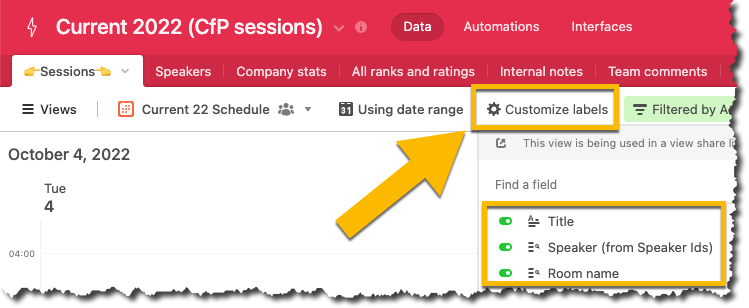 Current 2022 (CfP sessions) Data Automations Interfaces
👉Sessions👈 Speakers Company stats All ranks and ratings Internal notes Team comments
Views Current 22 Schedule 31 Using date range Customize labels Filtered by
October 4, 2022
This view is being used in a view share
Tue
4
Find a field
Title
Speaker (from Speaker Ids)
04:00
Room name